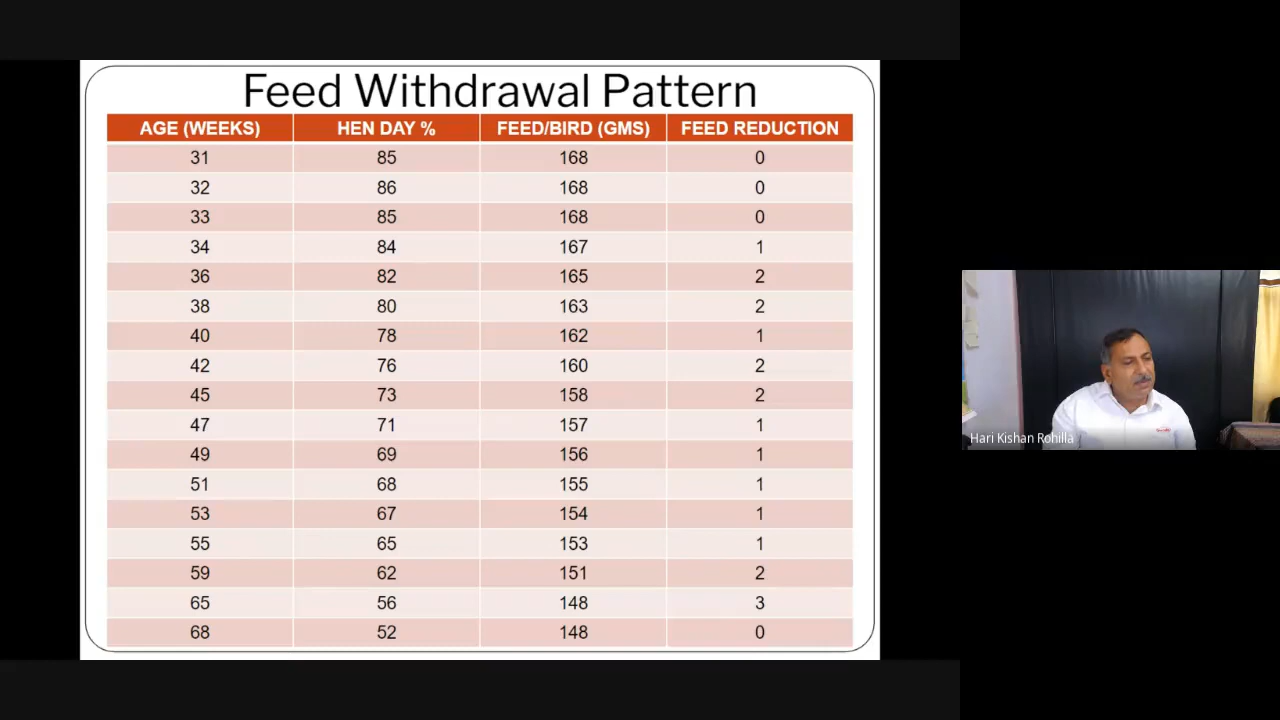 Feed Withdrawal Pattern
AGE (WEEKS) HEN DAY % FEED/BIRD (GMS) FEED REDUCTION
31 85 168 0
32 86 168 0
33 85 168 0
34 84 167 1
36 82 165 2
38 80 163 2
40 78 162 1
42 76 160 2
45 73 158 2
47 71 157 1
49 69 156 1
51 68 155 1
53 67 154 1
55 65 153 1
59 62 151 2
65 56 148 3
68 52 148 0
Hari Kishan Rohilla